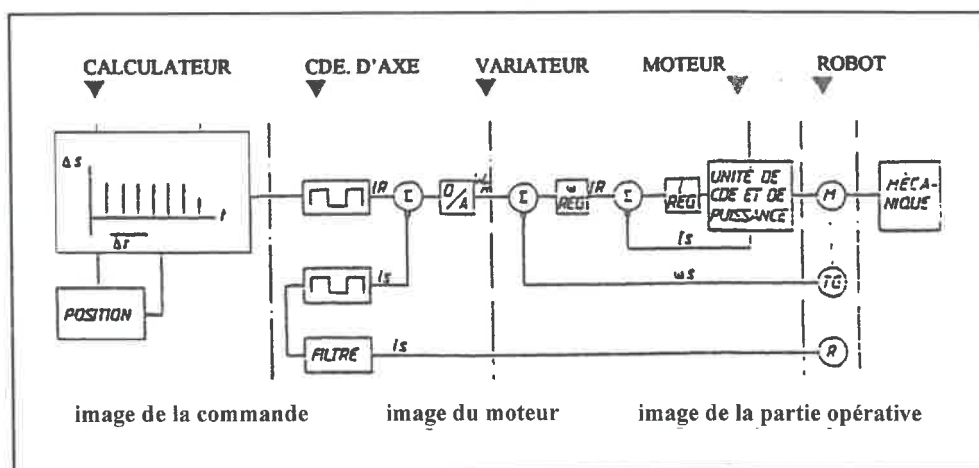 CALCULATEUR CDE. D'AXE VARIATEUR MOTEUR ROBOT
Δs
t
Δt
POSITION
IR
Σ
D/A
Σ
ω REG
IR
Σ
I REG
UNITÉ DE CDE ET DE PUISSANCE
M
MÉCA-NIQUE
Is
Is
ωs
TG
FILTRE
Is
R
image de la commande image du moteur image de la partie opérative